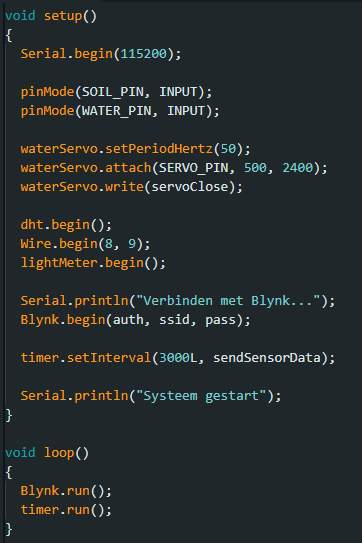 void setup()
{
  Serial.begin(115200);

  pinMode(SOIL_PIN, INPUT);
  pinMode(WATER_PIN, INPUT);

  waterServo.setPeriodHertz(50);
  waterServo.attach(SERVO_PIN, 500, 2400);
  waterServo.write(servoClose);

  dht.begin();
  Wire.begin(8, 9);
  lightMeter.begin();

  Serial.println("Verbinden met Blynk...");
  Blynk.begin(auth, ssid, pass);

  timer.setInterval(3000L, sendSensorData);

  Serial.println("Systeem gestart");
}

void loop()
{
  Blynk.run();
  timer.run();
}